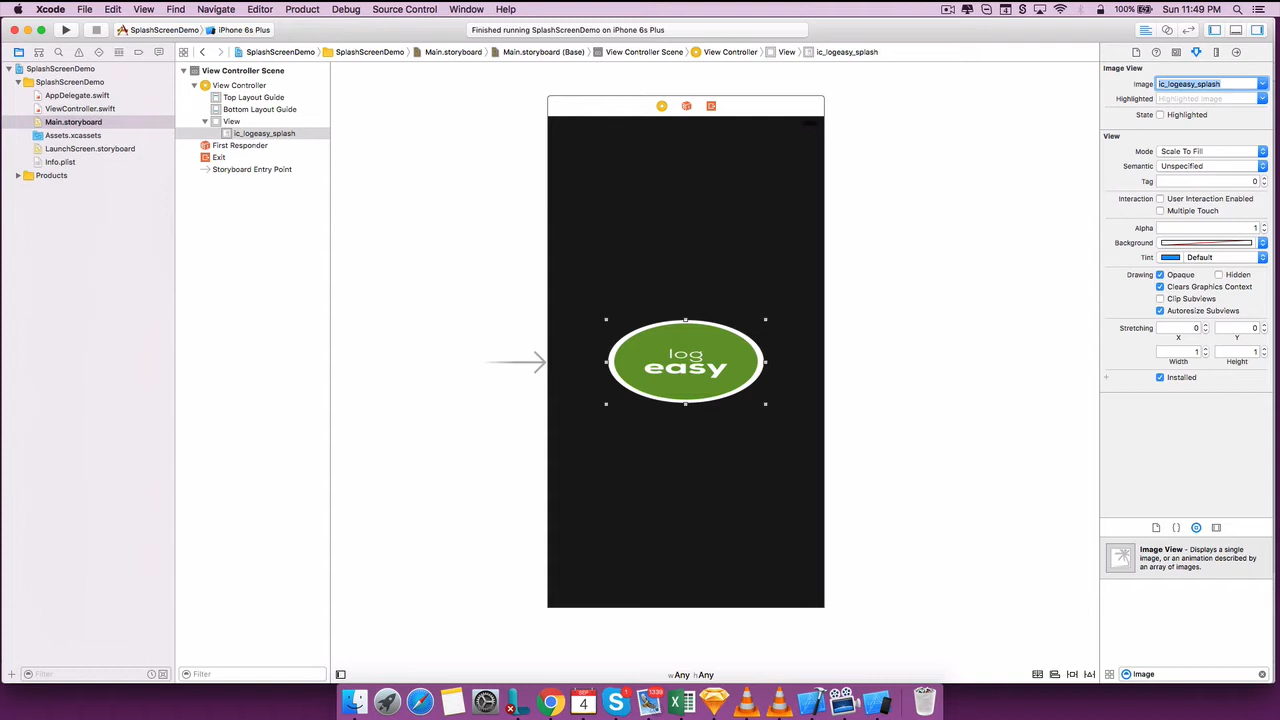 Xcode File Edit View Find Navigate Editor Product Debug Source Control Window Help
100% Sun 11:49 PM
SplashScreenDemo iPhone 6s Plus
Finished running SplashScreenDemo on iPhone 6s Plus
SplashScreenDemo SplashScreenDemo Main.storyboard Main.storyboard (Base) View Controller Scene View Controller View ic_logeasy_splash
SplashScreenDemo
SplashScreenDemo
AppDelegate.swift
ViewController.swift
Main.storyboard
Assets.xcassets
LaunchScreen.storyboard
Info.plist
Products
Filter
View Controller Scene
View Controller
Top Layout Guide
Bottom Layout Guide
View
ic_logeasy_splash
First Responder
Exit
Storyboard Entry Point
Filter
log
easy
wAny hAny
Image View
Image ic_logeasy_splash
Highlighted Highlighted Image
State Highlighted
View
Mode Scale To Fill
Semantic Unspecified
Tag 0
Interaction User Interaction Enabled
Multiple Touch
Alpha 1
Background
Tint Default
Drawing Opaque Hidden
Clears Graphics Context
Clip Subviews
Autoresize Subviews
Stretching 0 0
X Y
1 1
Width Height
+ Installed
Image View - Displays a single
image, or an animation described by
an array of images.
Image
SEP
4
1
1339